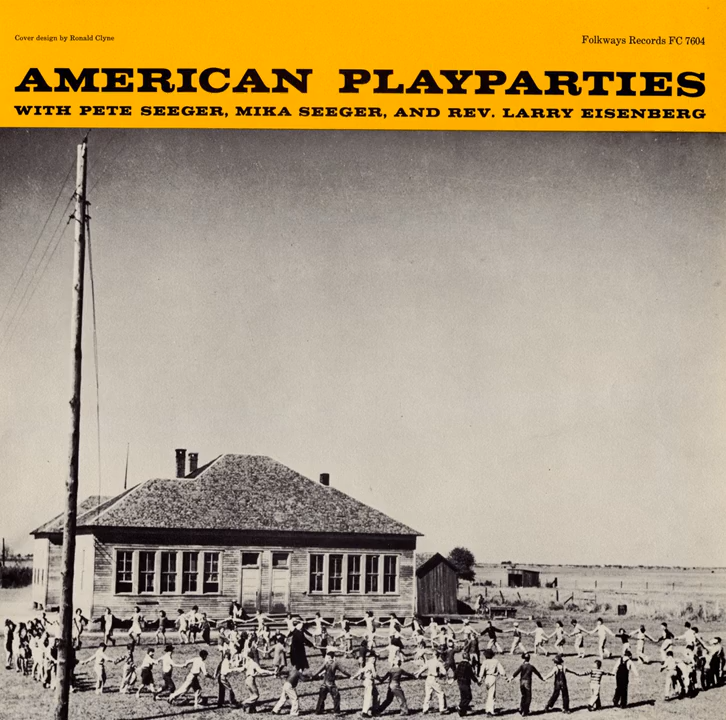 Cover design by Ronald Clyne
Folkways Records FC 7604
AMERICAN PLAYPARTIES
WITH PETE SEEGER, MIKA SEEGER, AND REV. LARRY EISENBERG